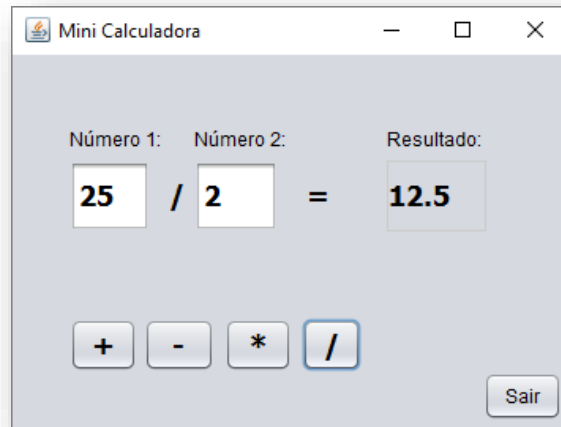 Mini Calculadora
Número 1: Número 2: Resultado:
25 / 2 = 12.5
+ - * /
Sair